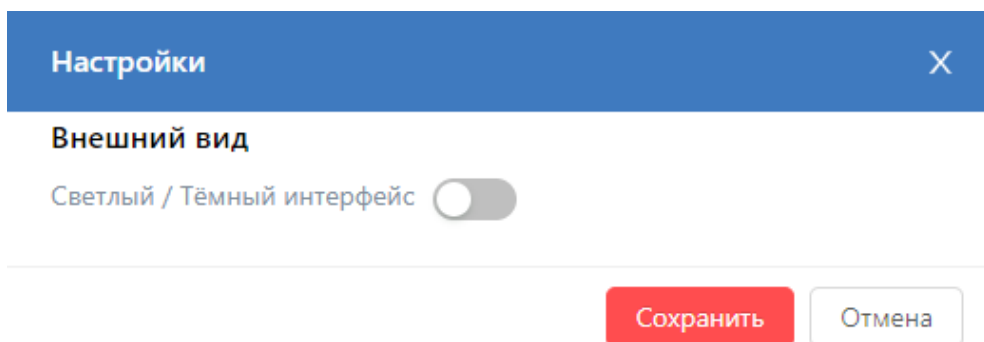 Настройки X
Внешний вид
Светлый / Тёмный интерфейс
Сохранить Отмена